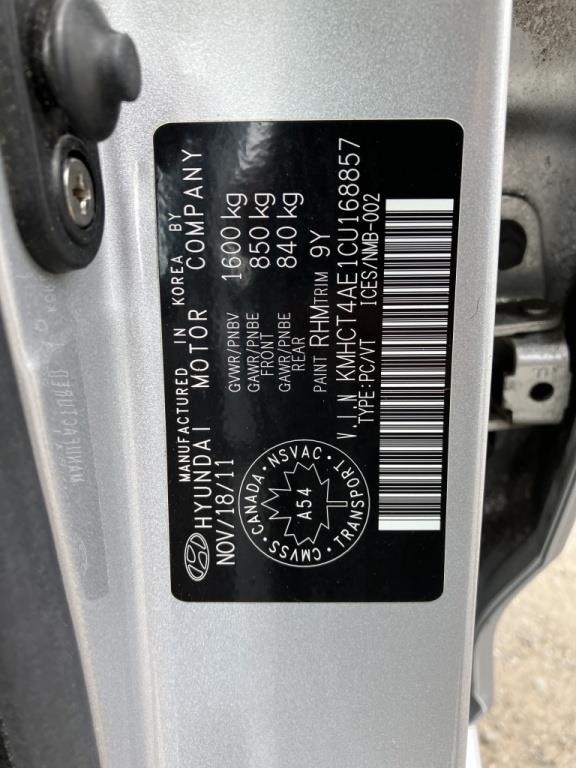 MANUFACTURED IN KOREA BY
HYUNDAI MOTOR COMPANY
NOV/18/11
GVWR/PNBV 1600 kg
GAWR/PNBE FRONT 850 kg
GAWR/PNBE REAR 840 kg
PAINT RHM TRIM 9Y
V.I.N KMHCT4AE1CU168857
TYPE:PC/VT ICES/NMB-002
CANADA · NSVAC · TRANSPORT · CMVSS ·
A54